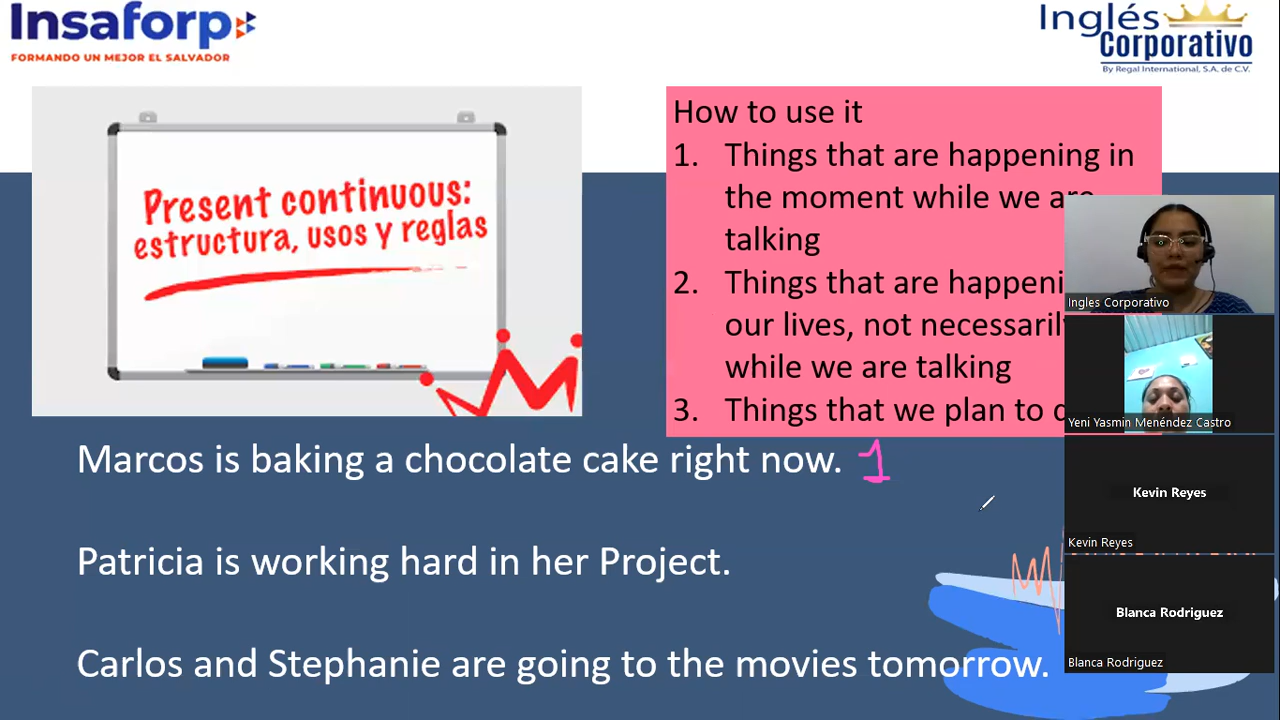 Insaforp
FORMANDO UN MEJOR EL SALVADOR
Inglés
Corporativo
By Regal International, S.A. de C.V.
Present continuous:
estructura, usos y reglas
How to use it
1. Things that are happening in
the moment while we are
talking
2. Things that are happeni
our lives, not necessaril
while we are talking
3. Things that we plan to
Marcos is baking a chocolate cake right now. 1
Patricia is working hard in her Project.
Carlos and Stephanie are going to the movies tomorrow.
Ingles Corporativo
Yeni Yasmin Menéndez Castro
Kevin Reyes
Kevin Reyes
Blanca Rodriguez
Blanca Rodriguez